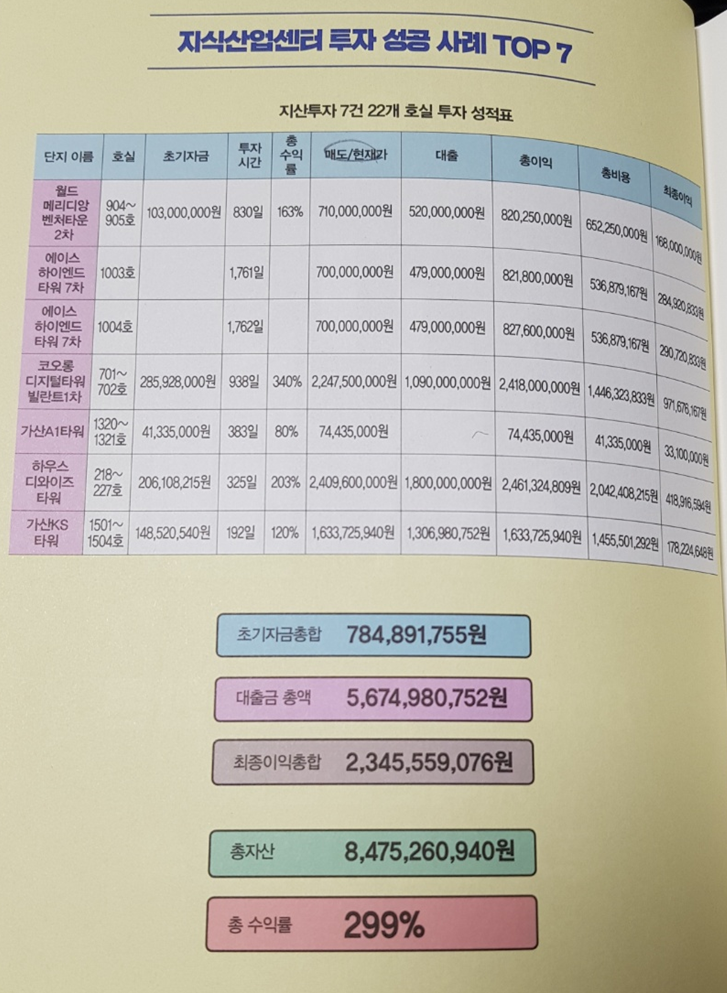 지식산업센터 투자 성공 사례 TOP 7
지산투자 7건 22개 호실 투자 성적표
단지 이름 호실 초기자금 투자 시간 총 수익률 매도/현재가 대출 총이익 총비용 최종이익
월드 메리디앙 벤처타운 2차 904~905호 103,000,000원 830일 163% 710,000,000원 520,000,000원 820,250,000원 652,250,000원 168,000,000원
에이스 하이엔드 타워 7차 1003호 1,761일 700,000,000원 479,000,000원 821,800,000원 536,879,167원 284,920,833원
에이스 하이엔드 타워 7차 1004호 1,762일 700,000,000원 479,000,000원 827,600,000원 536,879,167원 290,720,833원
코오롱 디지털타워 빌란트1차 701~702호 285,928,000원 938일 340% 2,247,500,000원 1,090,000,000원 2,418,000,000원 1,446,323,833원 971,676,167원
가산A1타워 1320~1321호 41,335,000원 383일 80% 74,435,000원 74,435,000원 41,335,000원 33,100,000원
하우스 디와이즈 타워 218~227호 206,108,215원 325일 203% 2,409,600,000원 1,800,000,000원 2,461,324,809원 2,042,408,215원 418,916,594원
가산KS 타워 1501~1504호 148,520,540원 192일 120% 1,633,725,940원 1,306,980,752원 1,633,725,940원 1,455,501,292원 178,224,648원
초기자금총합 784,891,755원
대출금 총액 5,674,980,752원
최종이익총합 2,345,559,076원
총자산 8,475,260,940원
총 수익률 299%